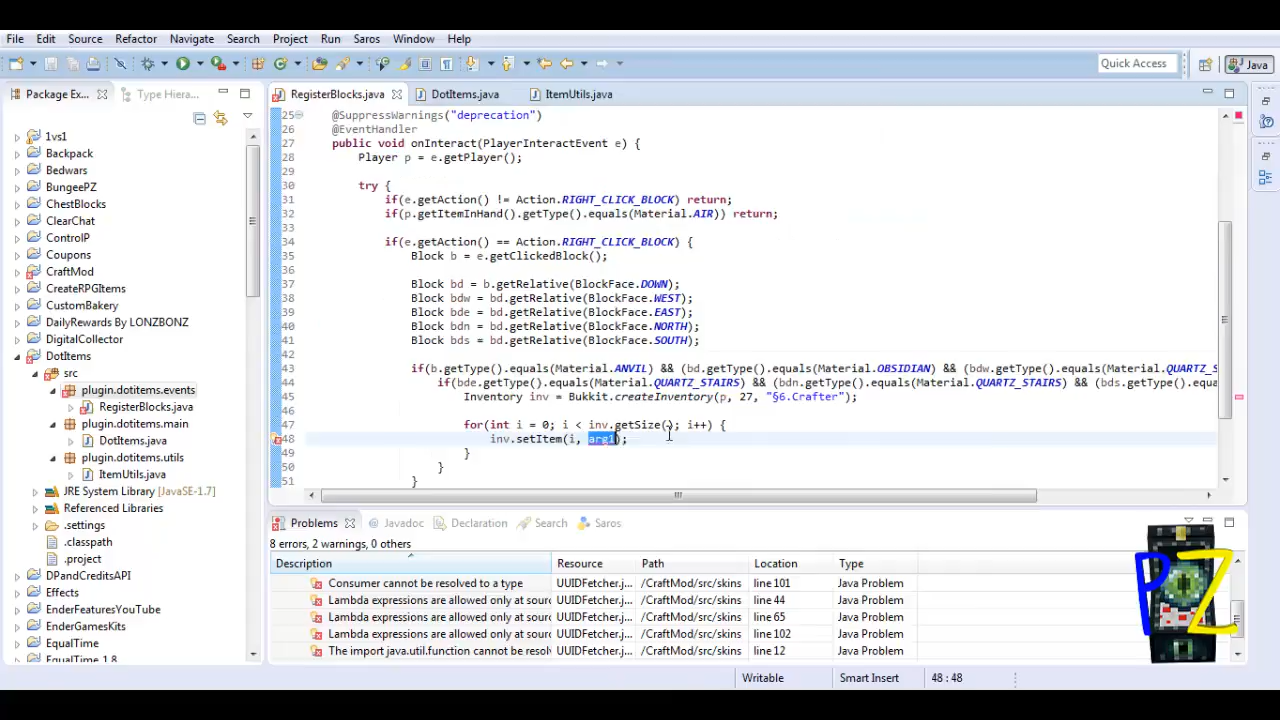 File Edit Source Refactor Navigate Search Project Run Saros Window Help
Quick Access Java
Package Ex... Type Hiera...
RegisterBlocks.java DotItems.java ItemUtils.java
1vs1
Backpack
Bedwars
BungeePZ
ChestBlocks
ClearChat
ControlP
Coupons
CraftMod
CreateRPGItems
CustomBakery
DailyRewards By LONZBONZ
DigitalCollector
DotItems
src
plugin.dotitems.events
RegisterBlocks.java
plugin.dotitems.main
DotItems.java
plugin.dotitems.utils
ItemUtils.java
JRE System Library [JavaSE-1.7]
Referenced Libraries
.settings
.classpath
.project
DPandCreditsAPI
Effects
EnderFeaturesYouTube
EnderGamesKits
EqualTime
EqualTime 1.8
25 @SuppressWarnings("deprecation")
26 @EventHandler
27 public void onInteract(PlayerInteractEvent e) {
28 Player p = e.getPlayer();
29
30 try {
31 if(e.getAction() != Action.RIGHT_CLICK_BLOCK) return;
32 if(p.getItemInHand().getType().equals(Material.AIR)) return;
33
34 if(e.getAction() == Action.RIGHT_CLICK_BLOCK) {
35 Block b = e.getClickedBlock();
36
37 Block bd = b.getRelative(BlockFace.DOWN);
38 Block bdw = bd.getRelative(BlockFace.WEST);
39 Block bde = bd.getRelative(BlockFace.EAST);
40 Block bdn = bd.getRelative(BlockFace.NORTH);
41 Block bds = bd.getRelative(BlockFace.SOUTH);
42
43 if(b.getType().equals(Material.ANVIL) && (bd.getType().equals(Material.OBSIDIAN) && (bdw.getType().equals(Material.QUARTZ_S
44 if(bde.getType().equals(Material.QUARTZ_STAIRS) && (bdn.getType().equals(Material.QUARTZ_STAIRS) && (bds.getType().equals(
45 Inventory inv = Bukkit.createInventory(p, 27, "§6.Crafter");
46
47 for(int i = 0; i < inv.getSize(); i++) {
48 inv.setItem(i, arg1);
49 }
50 }
51 }
Problems Javadoc Declaration Search Saros
8 errors, 2 warnings, 0 others
Description Resource Path Location Type
Consumer cannot be resolved to a type UUIDFetcher.j... /CraftMod/src/skins line 101 Java Problem
Lambda expressions are allowed only at sourc UUIDFetcher.j... /CraftMod/src/skins line 44 Java Problem
Lambda expressions are allowed only at sourc UUIDFetcher.j... /CraftMod/src/skins line 65 Java Problem
Lambda expressions are allowed only at sourc UUIDFetcher.j... /CraftMod/src/skins line 102 Java Problem
The import java.util.function cannot be resolv UUIDFetcher.j... /CraftMod/src/skins line 12 Java Problem
PZ
Writable Smart Insert 48 : 48